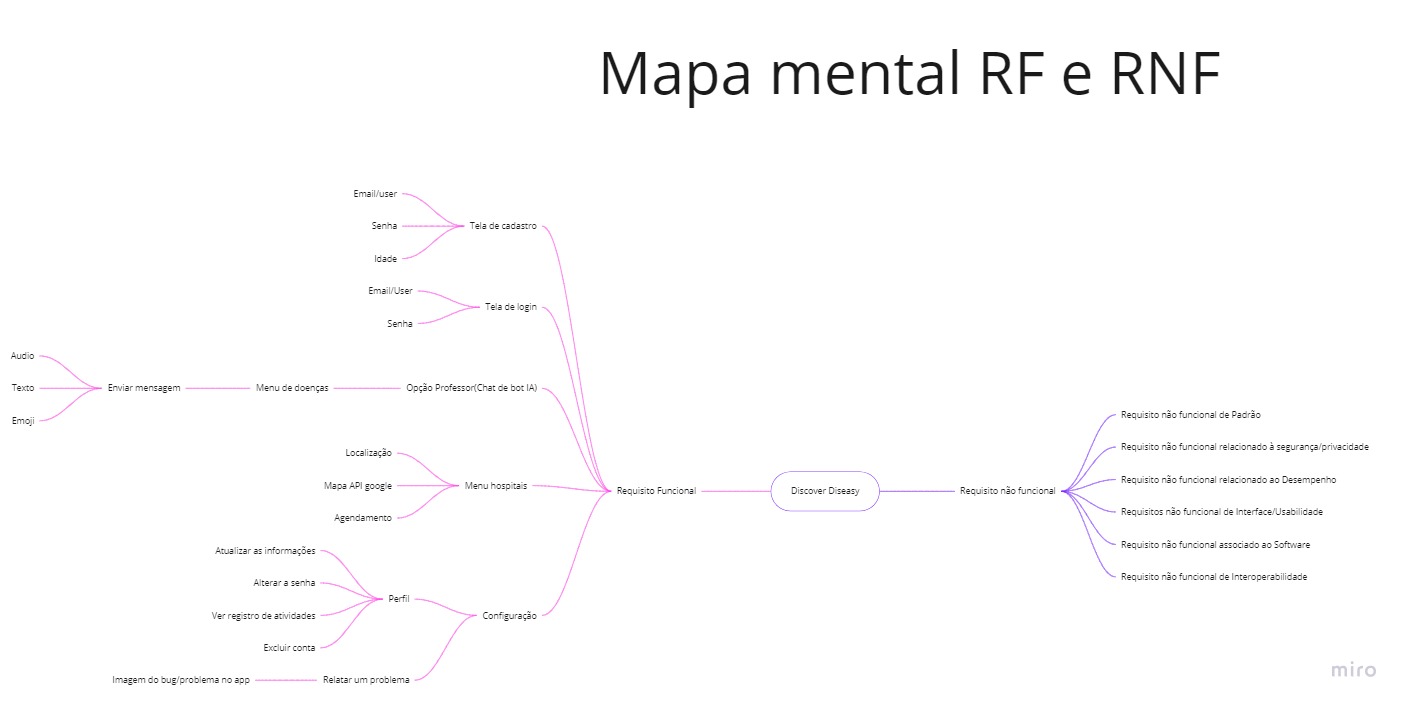 Mapa mental RF e RNF
Email/user
Senha
Idade
Tela de cadastro
Email/User
Senha
Tela de login
Audio
Texto
Emoji
Enviar mensagem
Menu de doenças
Opção Professor(Chat de bot IA)
Localização
Mapa API google
Agendamento
Menu hospitais
Atualizar as informações
Alterar a senha
Ver registro de atividades
Excluir conta
Perfil
Imagem do bug/problema no app
Relatar um problema
Configuração
Requisito Funcional
Discover Diseasy
Requisito não funcional
Requisito não funcional de Padrão
Requisito não funcional relacionado à segurança/privacidade
Requisito não funcional relacionado ao Desempenho
Requisitos não funcional de Interface/Usabilidade
Requisito não funcional associado ao Software
Requisito não funcional de Interoperabilidade
miro